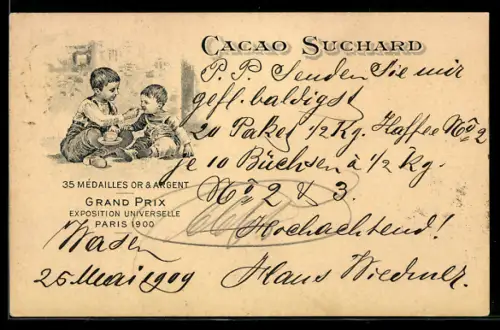 CACAO SUCHARD
P. P. Senden Sie mir
gefl. baldigst
20 Paket 1/2 Kg. Kaffee No 2
je 10 Büchsen à 1/2 Kg.
No 2 & 3.
Hochachtend!
Hans Wiedmer.
35 MÉDAILLES OR & ARGENT
GRAND PRIX
EXPOSITION UNIVERSELLE
PARIS 1900
Wasen
25 Mai 1909